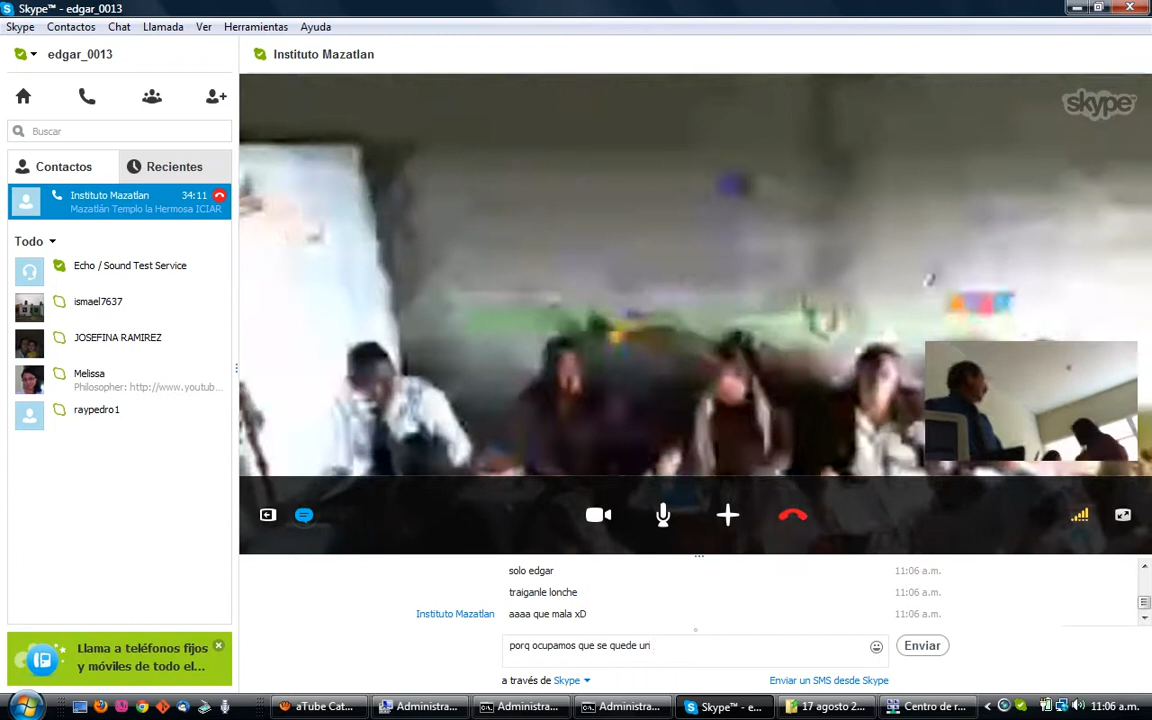 Skype™ - edgar_0013
Skype Contactos Chat Llamada Ver Herramientas Ayuda
edgar_0013
Instituto Mazatlan
skype
Buscar
Contactos
Recientes
Instituto Mazatlan 34:11
Mazatlán Templo la Hermosa ICIAR
Todo
Echo / Sound Test Service
ismael7637
JOSEFINA RAMIREZ
Melissa
Philosopher: http://www.youtub...
raypedro1
solo edgar 11:06 a.m.
traiganle lonche 11:06 a.m.
Instituto Mazatlan aaaa que mala xD 11:06 a.m.
porq ocupamos que se quede un
Enviar
a través de Skype
Enviar un SMS desde Skype
Llama a teléfonos fijos
y móviles de todo el...
aTube Cat... Administra... Administra... Administra... Skype™ - e... 17 agosto 2... Centro de r... 11:06 a.m.